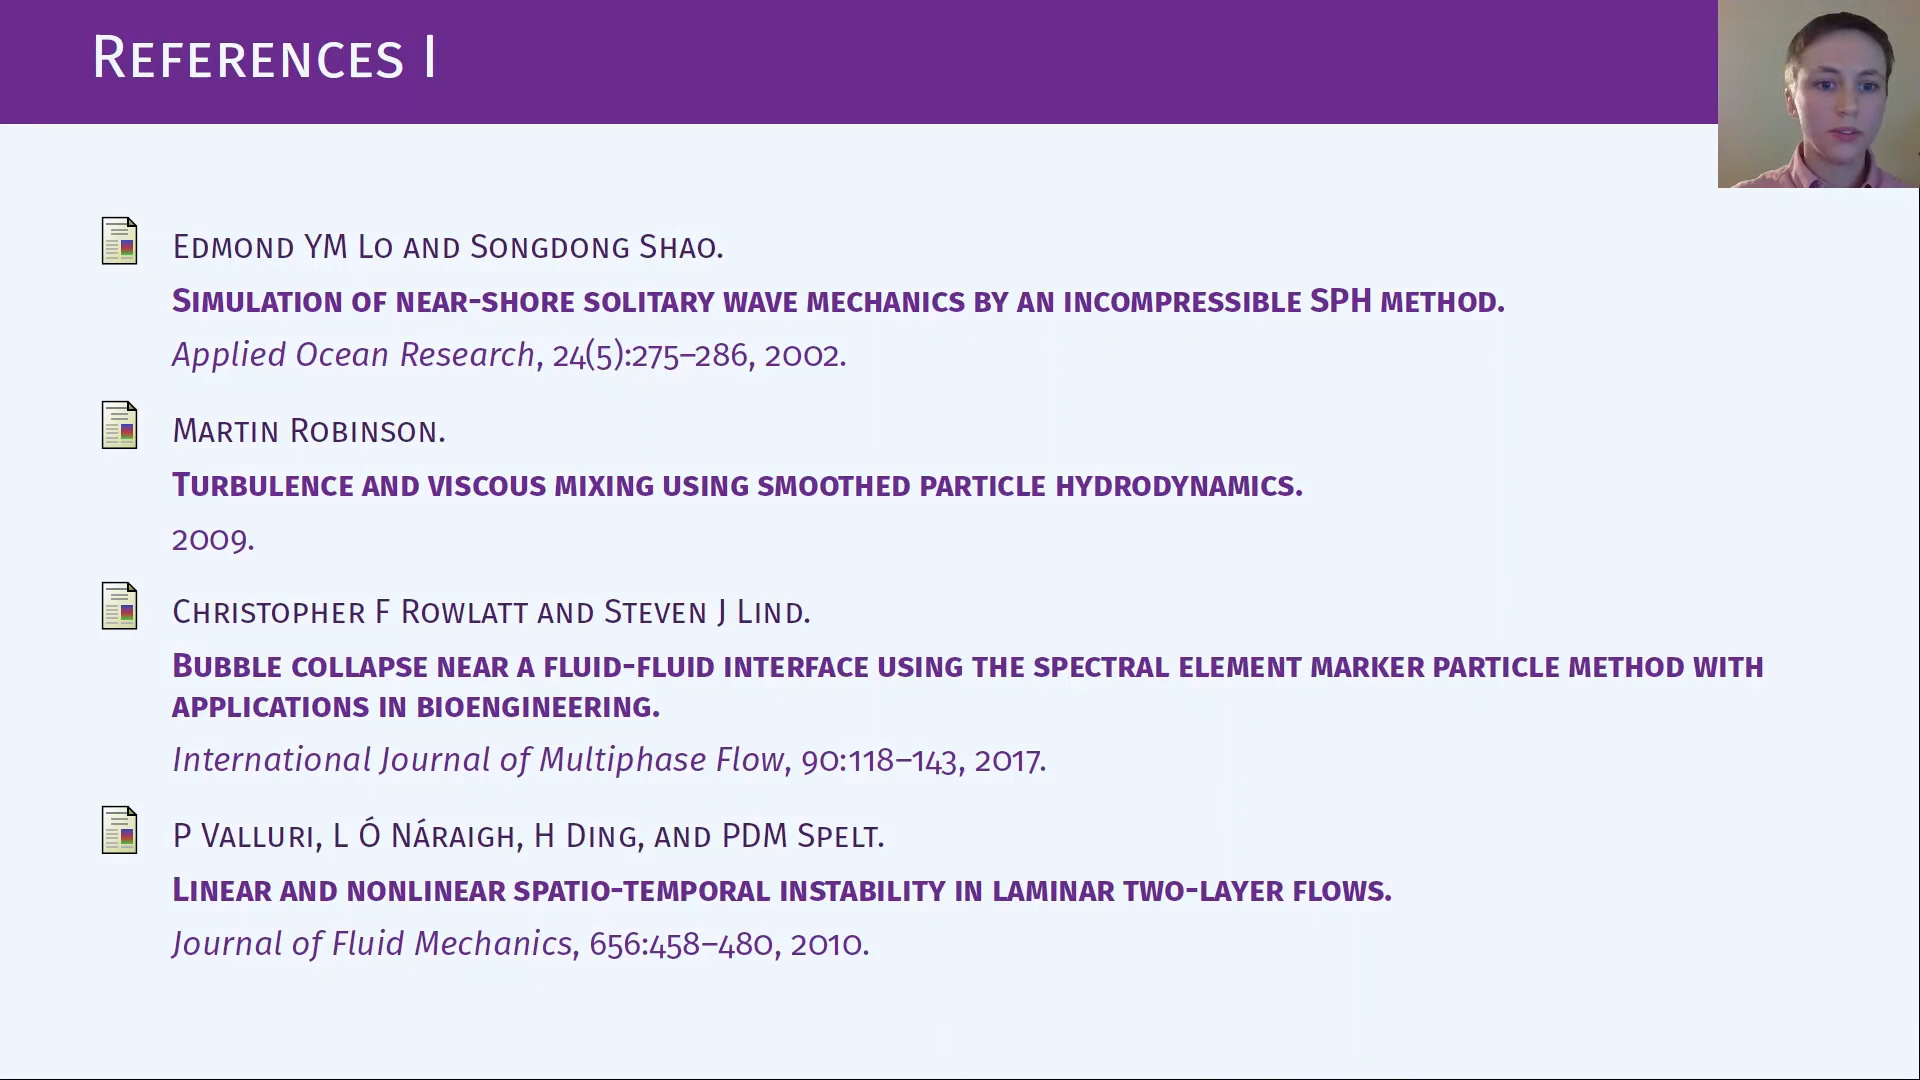 References I
Edmond YM Lo and Songdong Shao.
Simulation of near-shore solitary wave mechanics by an incompressible SPH method.
Applied Ocean Research, 24(5):275–286, 2002.
Martin Robinson.
Turbulence and viscous mixing using smoothed particle hydrodynamics.
2009.
Christopher F Rowlatt and Steven J Lind.
Bubble collapse near a fluid-fluid interface using the spectral element marker particle method with
applications in bioengineering.
International Journal of Multiphase Flow, 90:118–143, 2017.
P Valluri, L Ó Náraigh, H Ding, and PDM Spelt.
Linear and nonlinear spatio-temporal instability in laminar two-layer flows.
Journal of Fluid Mechanics, 656:458–480, 2010.